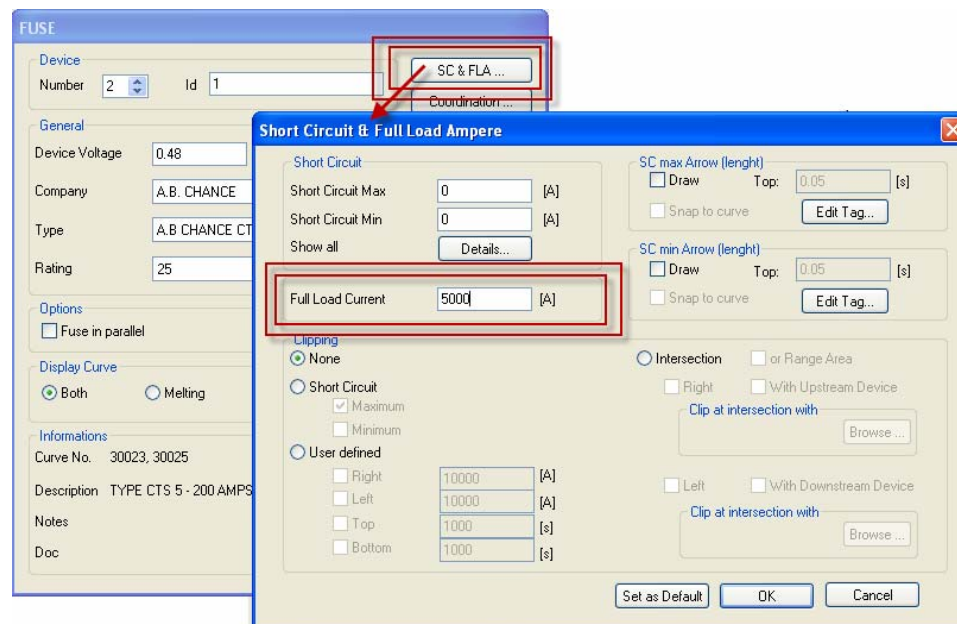 FUSE
Device
Number 2 Id 1
SC & FLA ...
Coordination ...
General
Device Voltage 0.48
Company A.B. CHANCE
Type A.B CHANCE CT
Rating 25
Options
Fuse in parallel
Display Curve
Both Melting
Informations
Curve No. 30023, 30025
Description TYPE CTS 5 - 200 AMPS
Notes
Doc
Short Circuit & Full Load Ampere
Short Circuit
Short Circuit Max 0 [A]
Short Circuit Min 0 [A]
Show all Details...
Full Load Current 5000 [A]
SC max Arrow (lenght)
Draw Top: 0.05 [s]
Snap to curve Edit Tag...
SC min Arrow (lenght)
Draw Top: 0.05 [s]
Snap to curve Edit Tag...
Clipping
None
Short Circuit
Maximum
Minimum
User defined
Right 10000 [A]
Left 10000 [A]
Top 1000 [s]
Bottom 1000 [s]
Intersection or Range Area
Right With Upstream Device
Clip at intersection with
Browse ...
Left With Downstream Device
Clip at intersection with
Browse ...
Set as Default OK Cancel